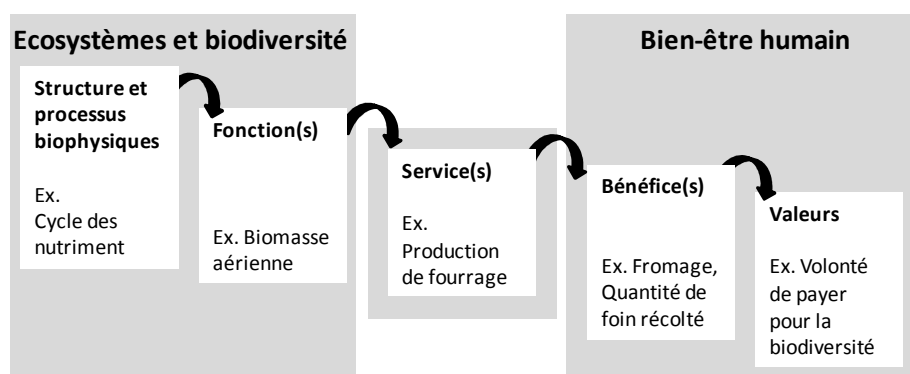 Ecosystèmes et biodiversité
Bien-être humain
Structure et
processus
biophysiques
Ex.
Cycle des
nutriment
Fonction(s)
Ex. Biomasse
aérienne
Service(s)
Ex.
Production
de fourrage
Bénéfice(s)
Ex. Fromage,
Quantité de
foin récolté
Valeurs
Ex. Volonté
de payer
pour la
biodiversité